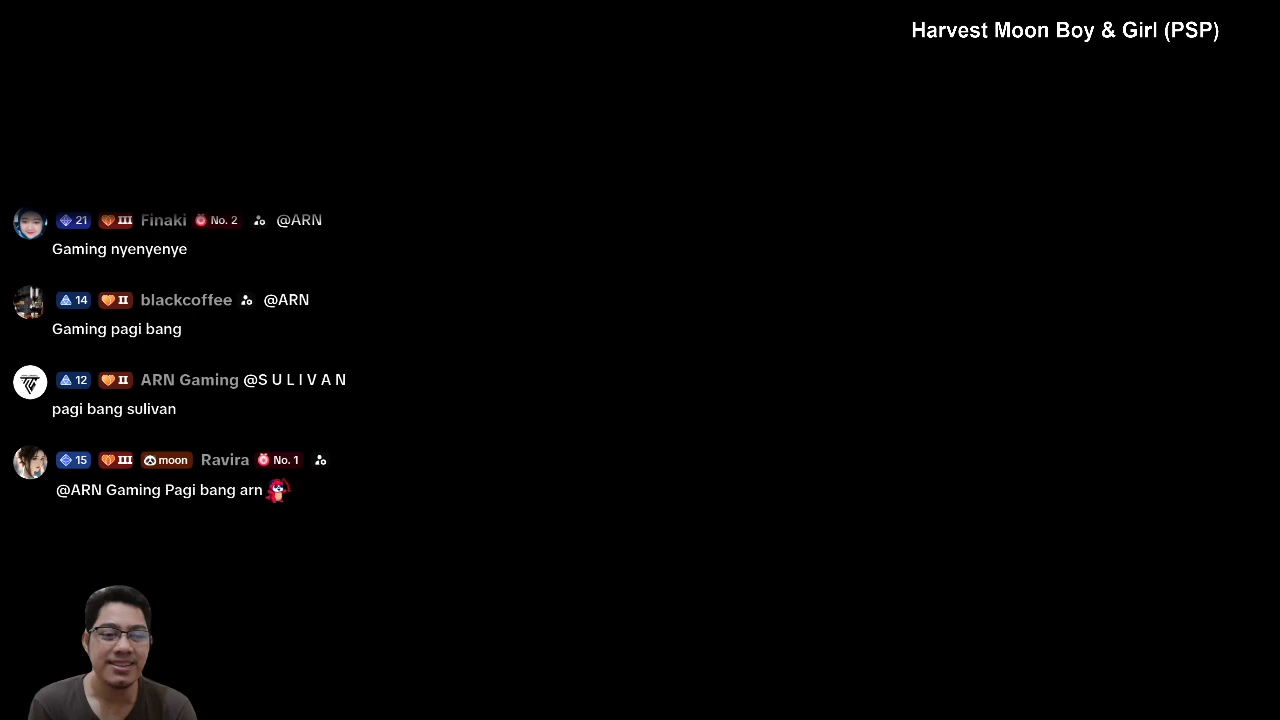 Harvest Moon Boy & Girl (PSP)
21 III Finaki No. 2 @ARN
Gaming nyenyenye
14 II blackcoffee @ARN
Gaming pagi bang
12 II ARN Gaming @S U L I V A N
pagi bang sulivan
15 III moon Ravira No. 1
@ARN Gaming Pagi bang arn